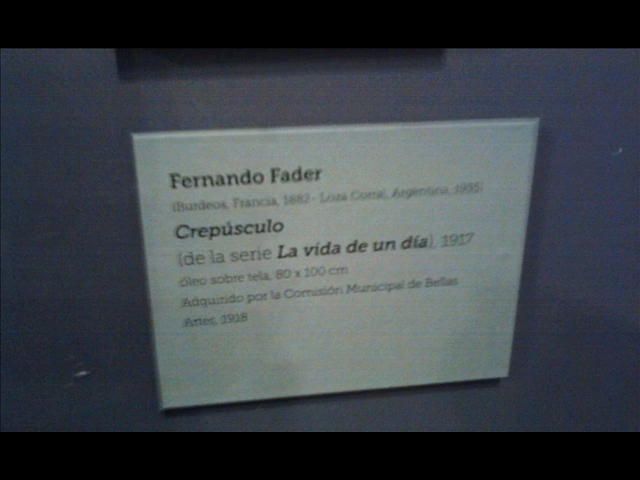 Fernando Fader
(Burdeos, Francia, 1882 - Loza Corral, Argentina, 1935)
Crepúsculo
(de la serie La vida de un día), 1917
óleo sobre tela, 80 x 100 cm
Adquirido por la Comisión Municipal de Bellas
Artes, 1918